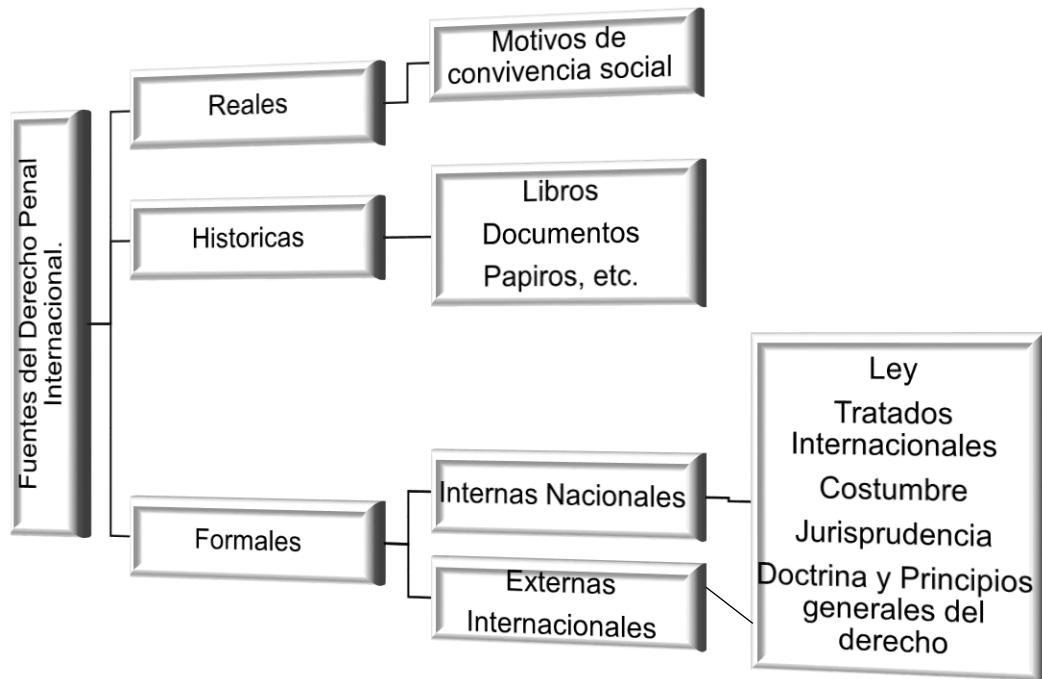 Fuentes del Derecho Penal
Internacional.
Reales
Motivos de
convivencia social
Historicas
Libros
Documentos
Papiros, etc.
Formales
Internas Nacionales
Externas
Internacionales
Ley
Tratados
Internacionales
Costumbre
Jurisprudencia
Doctrina y Principios
generales del
derecho